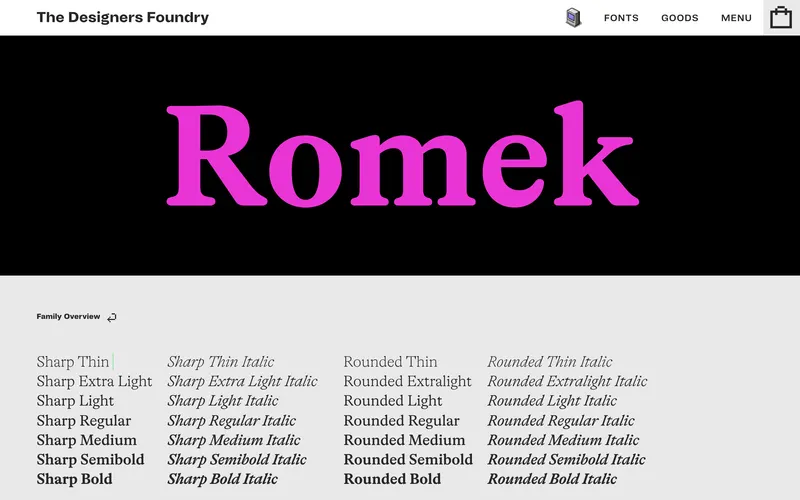 The Designers Foundry
FONTS
GOODS
MENU
Romek
Family Overview
Sharp Thin
Sharp Extra Light
Sharp Light
Sharp Regular
Sharp Medium
Sharp Semibold
Sharp Bold
Sharp Thin Italic
Sharp Extra Light Italic
Sharp Light Italic
Sharp Regular Italic
Sharp Medium Italic
Sharp Semibold Italic
Sharp Bold Italic
Rounded Thin
Rounded Extralight
Rounded Light
Rounded Regular
Rounded Medium
Rounded Semibold
Rounded Bold
Rounded Thin Italic
Rounded Extralight Italic
Rounded Light Italic
Rounded Regular Italic
Rounded Medium Italic
Rounded Semibold Italic
Rounded Bold Italic